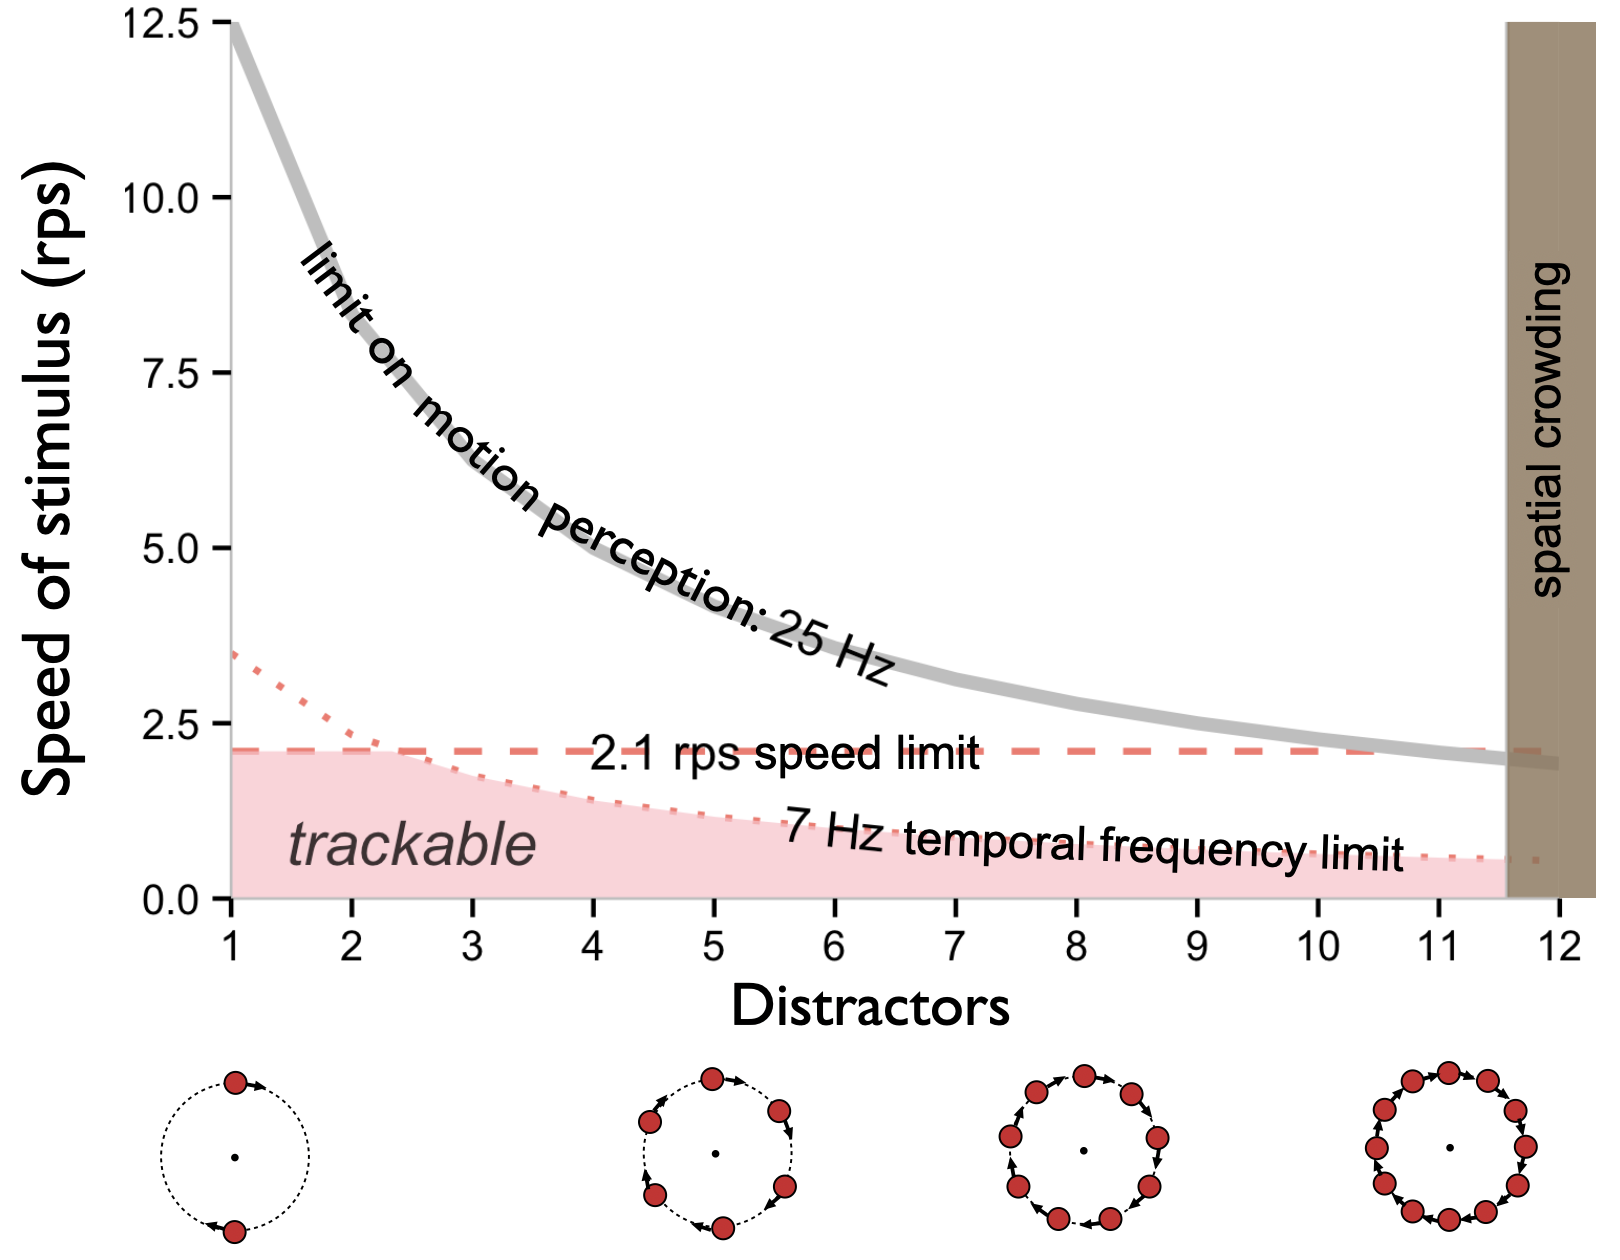 Speed of stimulus (rps)
12.5
10.0
7.5
5.0
2.5
0.0
limit on motion perception: 25 Hz
2.1 rps speed limit
7 Hz temporal frequency limit
trackable
spatial crowding
1 2 3 4 5 6 7 8 9 10 11 12
Distractors